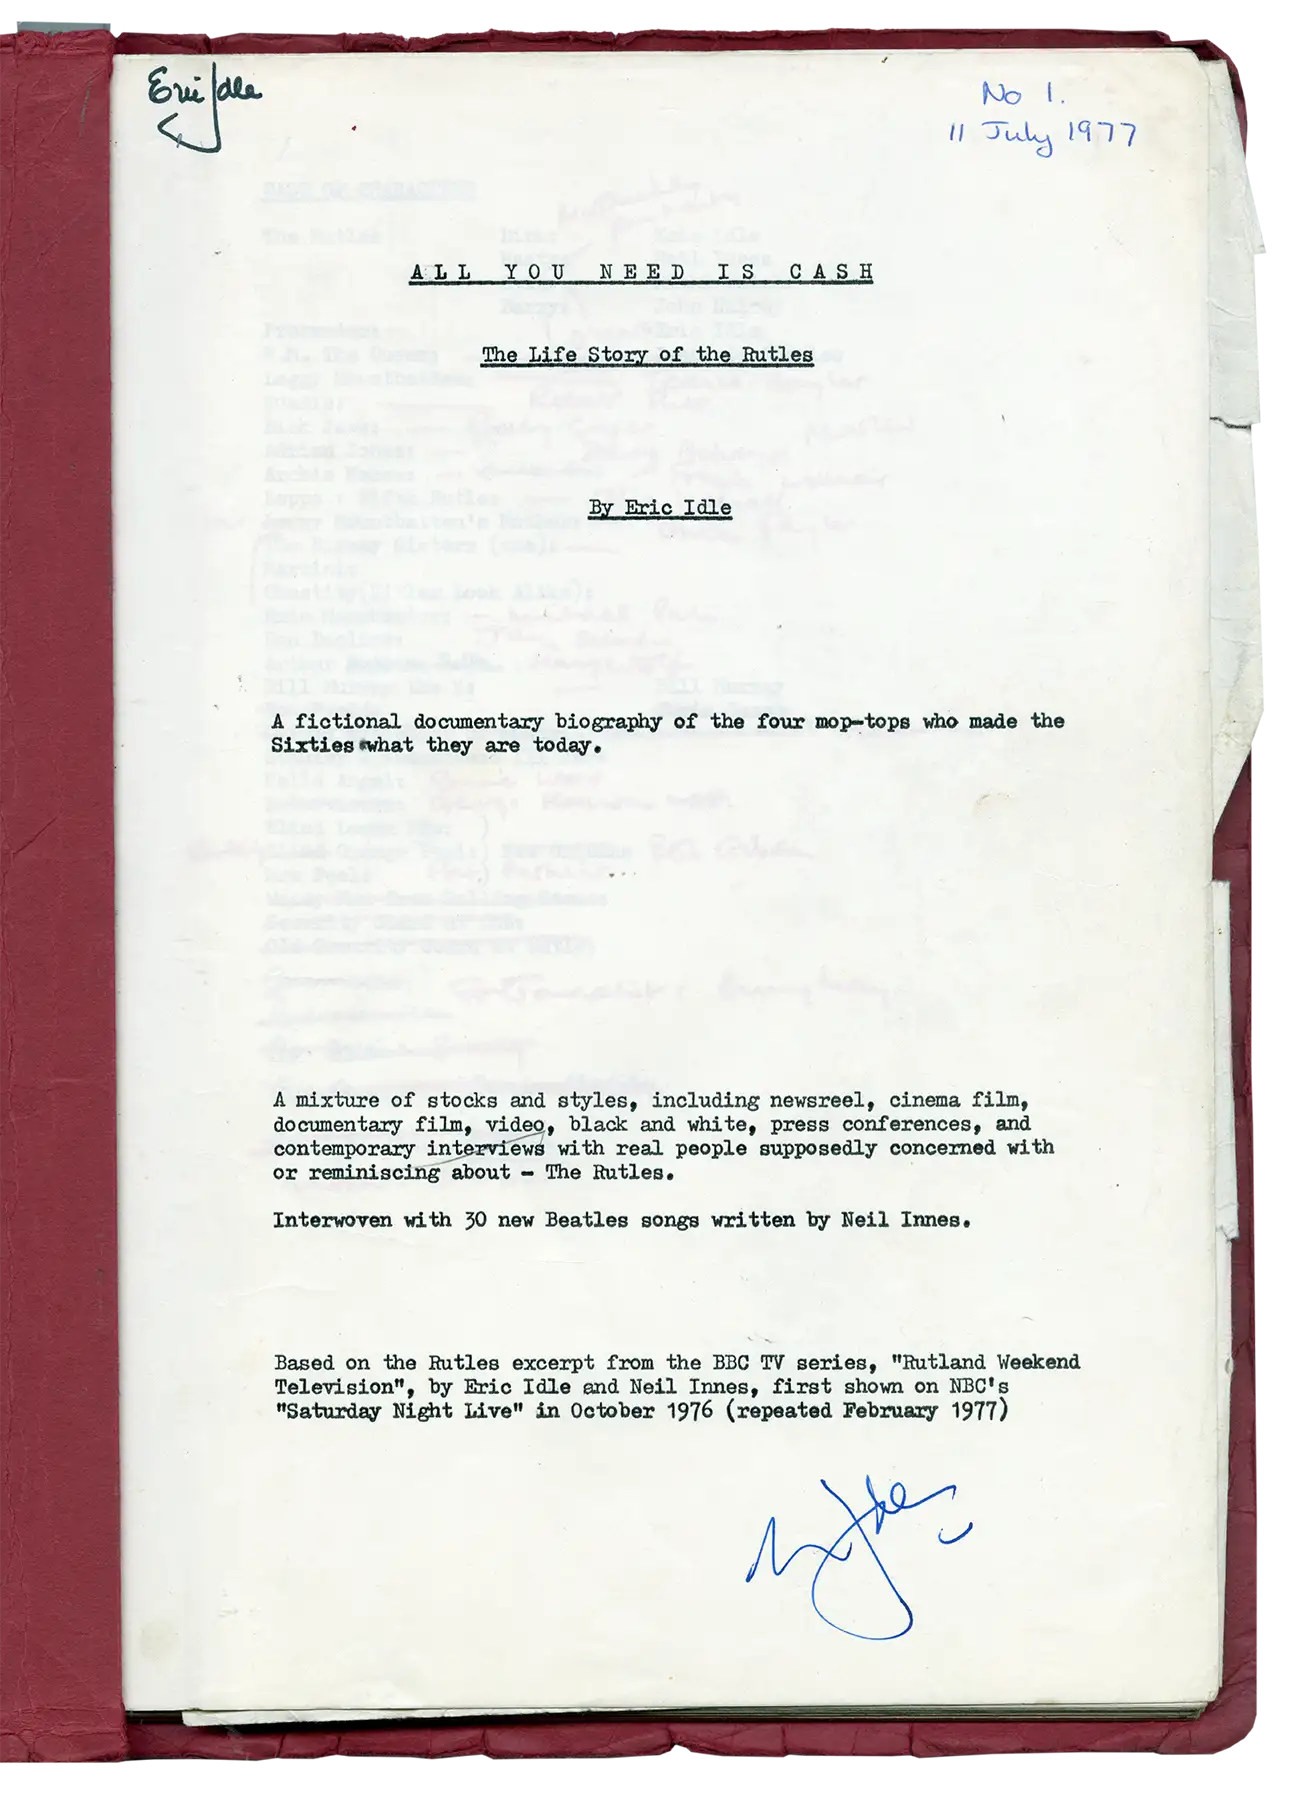 Eric Idle
No 1.
11 July 1977
ALL YOU NEED IS CASH
The Life Story of the Rutles
By Eric Idle
A fictional documentary biography of the four mop-tops who made the
Sixties what they are today.
A mixture of stocks and styles, including newsreel, cinema film,
documentary film, video, black and white, press conferences, and
contemporary interviews with real people supposedly concerned with
or reminiscing about - The Rutles.
Interwoven with 30 new Beatles songs written by Neil Innes.
Based on the Rutles excerpt from the BBC TV series, "Rutland Weekend
Television", by Eric Idle and Neil Innes, first shown on NBC's
"Saturday Night Live" in October 1976 (repeated February 1977)